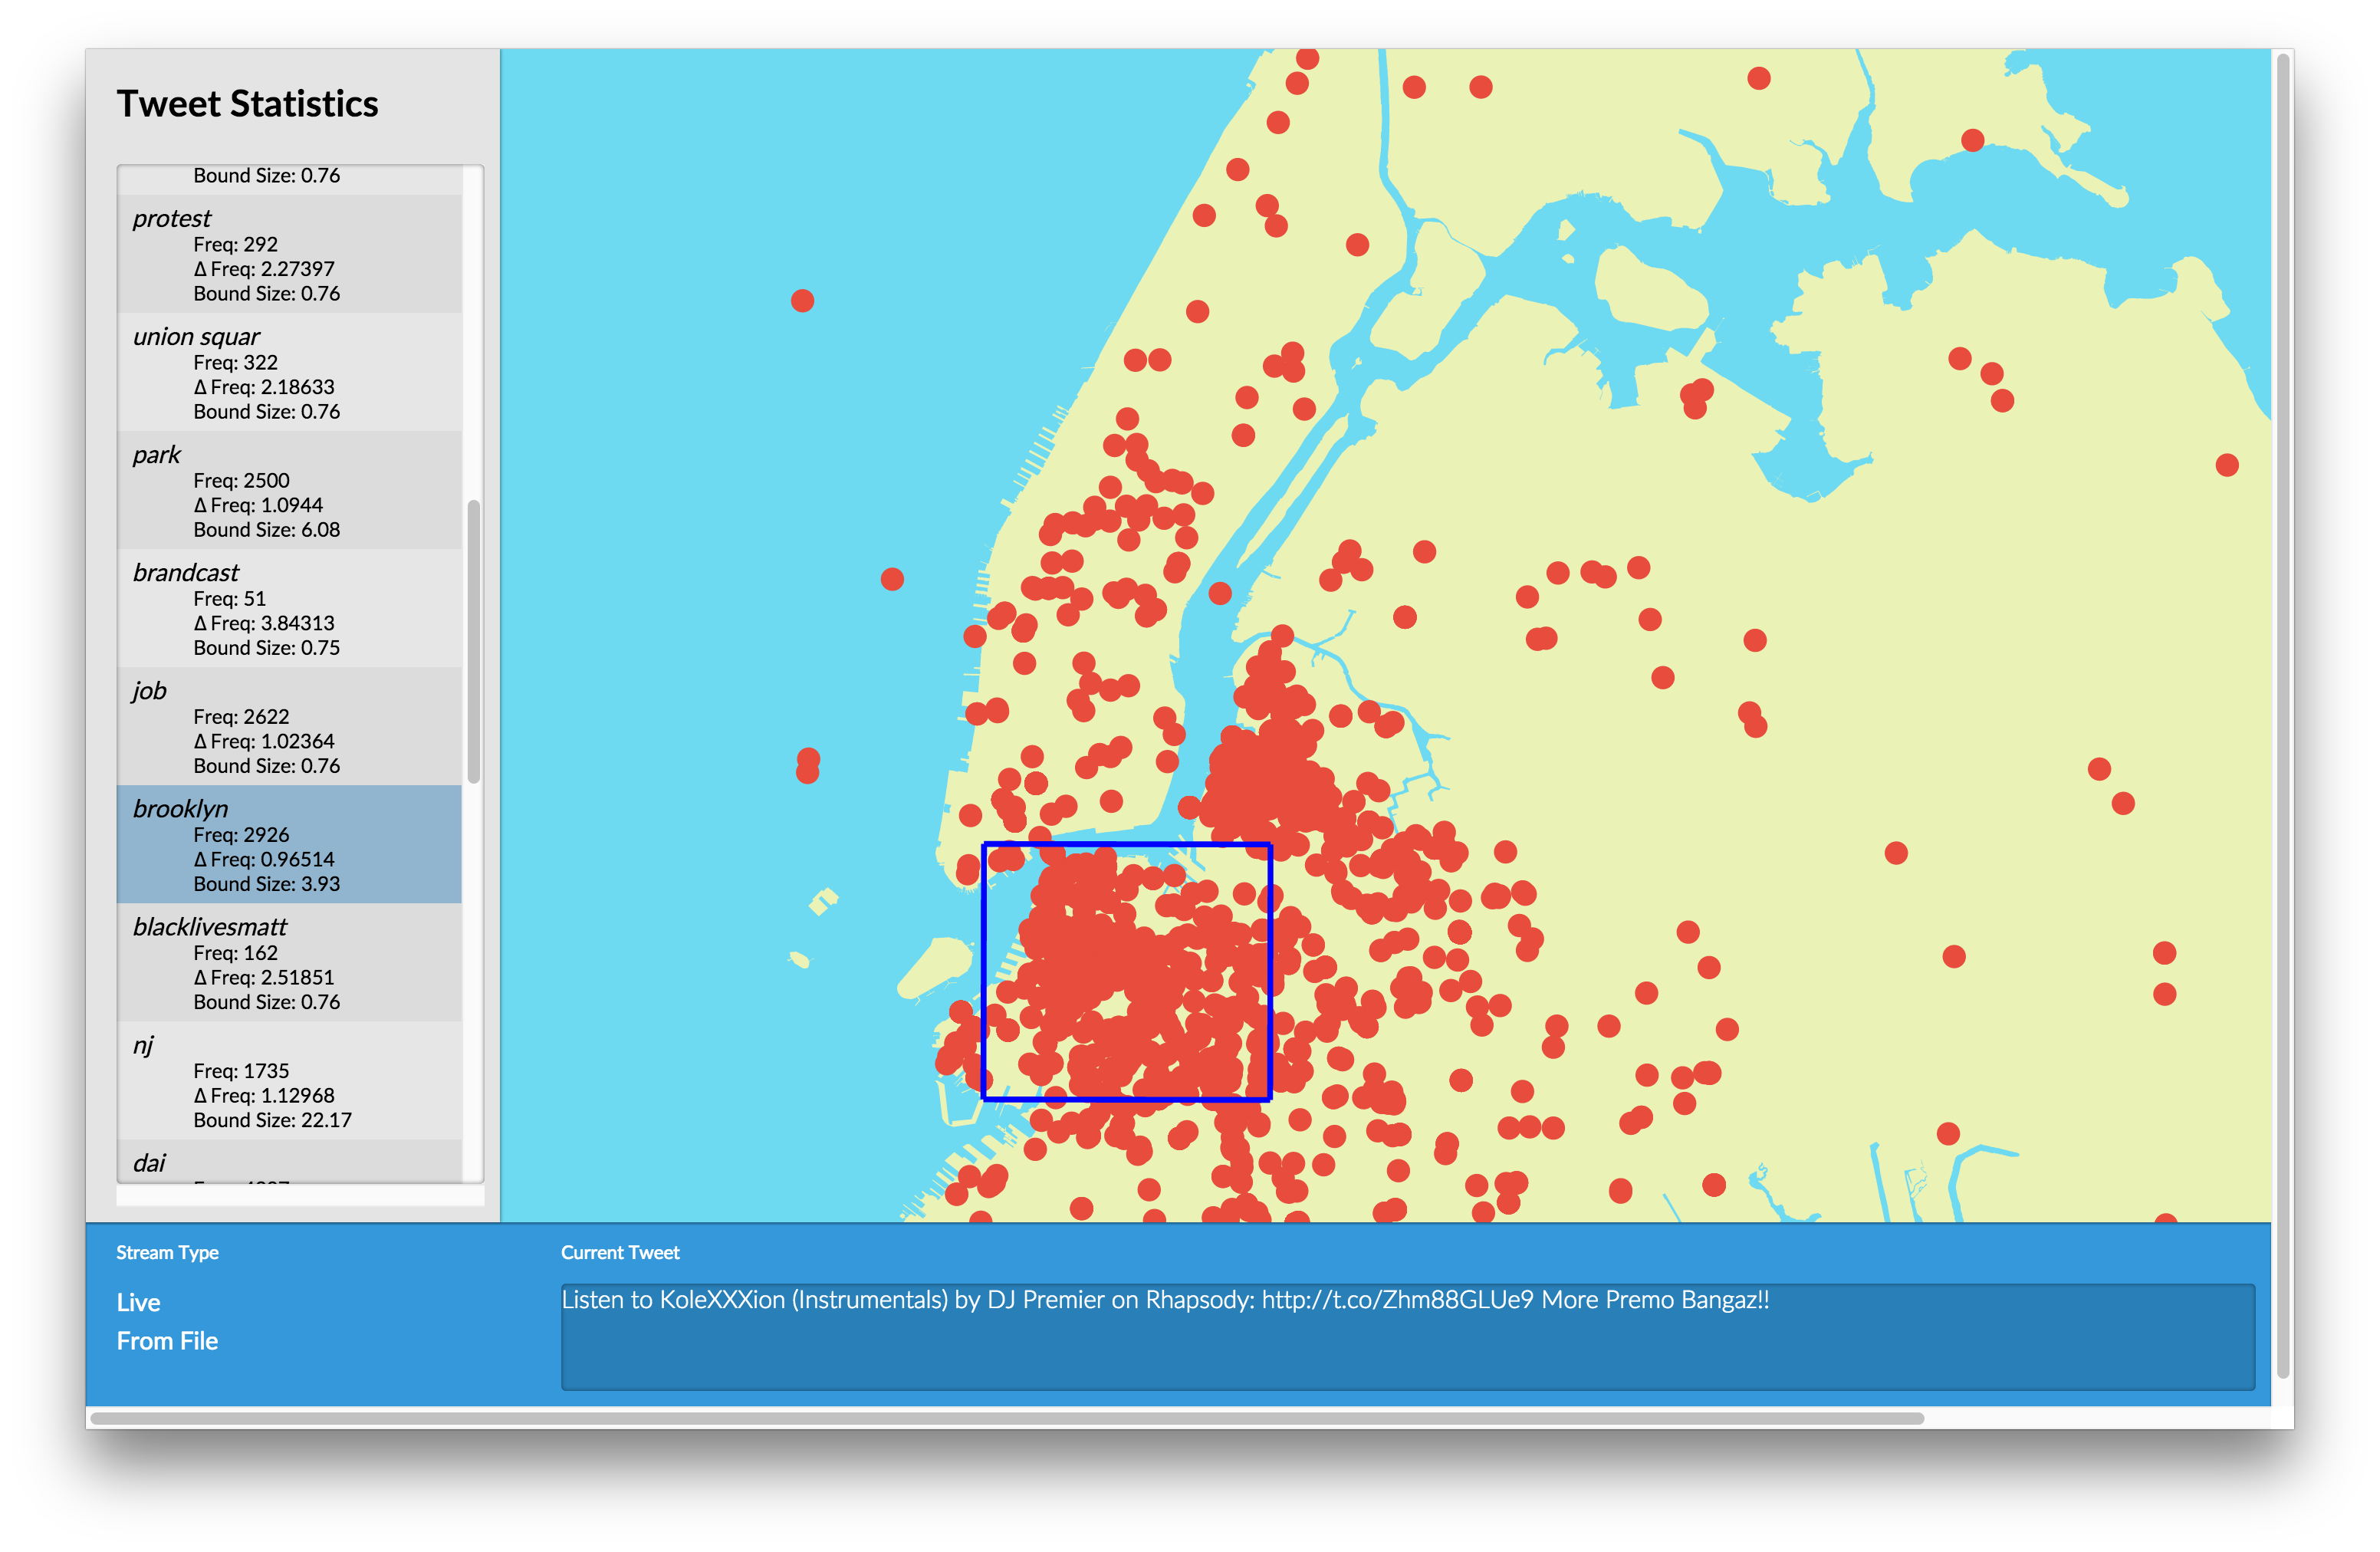 Tweet Statistics
Bound Size: 0.76
protest
Freq: 292
Δ Freq: 2.27397
Bound Size: 0.76
union squar
Freq: 322
Δ Freq: 2.18633
Bound Size: 0.76
park
Freq: 2500
Δ Freq: 1.0944
Bound Size: 6.08
brandcast
Freq: 51
Δ Freq: 3.84313
Bound Size: 0.75
job
Freq: 2622
Δ Freq: 1.02364
Bound Size: 0.76
brooklyn
Freq: 2926
Δ Freq: 0.96514
Bound Size: 3.93
blacklivesmatt
Freq: 162
Δ Freq: 2.51851
Bound Size: 0.76
nj
Freq: 1735
Δ Freq: 1.12968
Bound Size: 22.17
dai
Stream Type
Live
From File
Current Tweet
Listen to KoleXXXion (Instrumentals) by DJ Premier on Rhapsody: http://t.co/Zhm88GLUe9 More Premo Bangaz!!